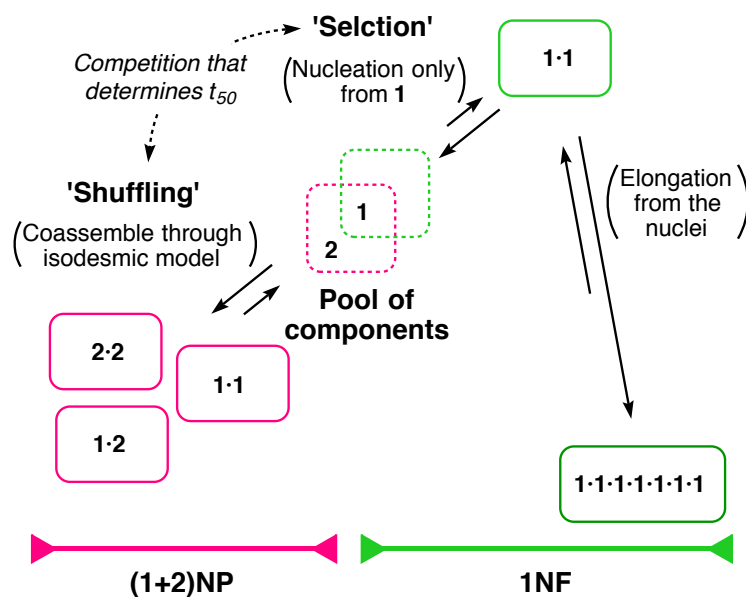 'Selction'
(Nucleation only
from 1)
1·1
Competition that
determines t50
'Shuffling'
(Coassemble through
isodesmic model)
1
2
Pool of
components
(Elongation
from the
nuclei)
2·2
1·1
1·2
1·1·1·1·1·1·1
(1+2)NP
1NF